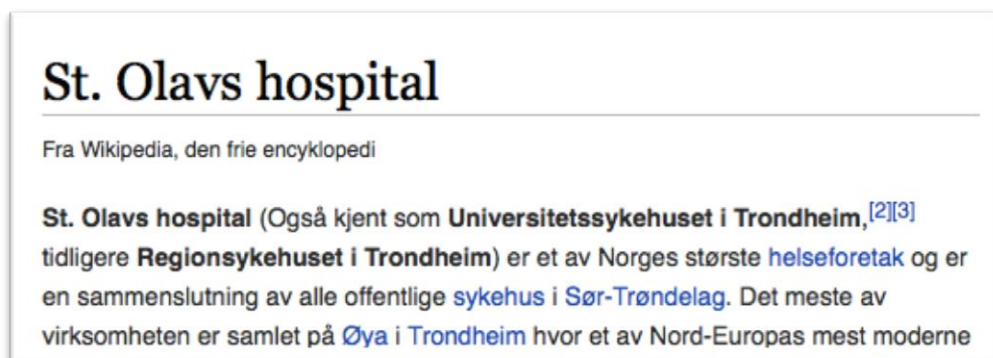 St. Olavs hospital
Fra Wikipedia, den frie encyklopedi
St. Olavs hospital (Også kjent som Universitetssykehuset i Trondheim,[2][3]
tidligere Regionsykehuset i Trondheim) er et av Norges største helseforetak og er
en sammenslutning av alle offentlige sykehus i Sør-Trøndelag. Det meste av
virksomheten er samlet på Øya i Trondheim hvor et av Nord-Europas mest moderne